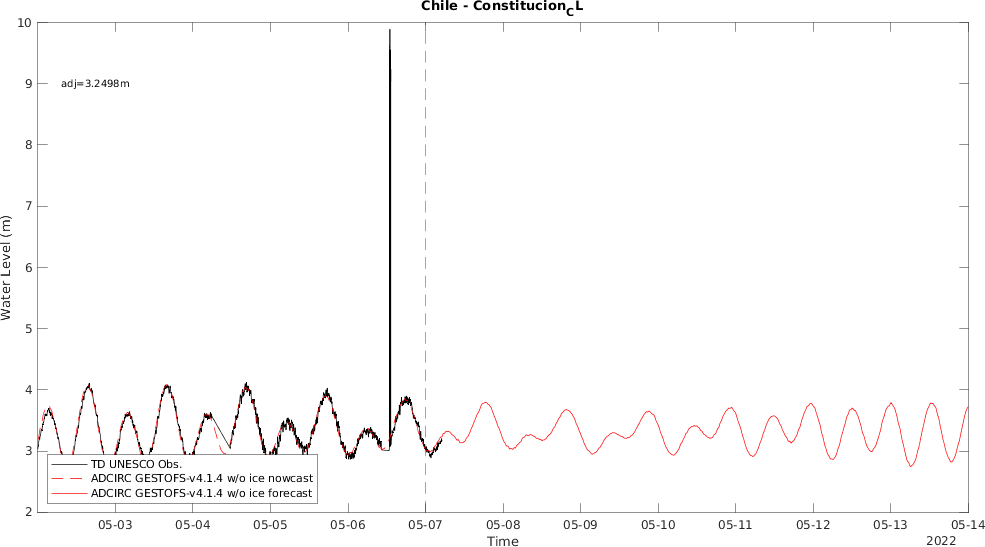 Chile - Constitucion_CL
10
adj=3.2498m
9
8
7
6
5
4
3
2
Water Level (m)
TD UNESCO Obs.
ADCIRC GESTOFS-v4.1.4 w/o ice nowcast
ADCIRC GESTOFS-v4.1.4 w/o ice forecast
05-03 05-04 05-05 05-06 05-07 05-08 05-09 05-10 05-11 05-12 05-13 05-14
Time
2022